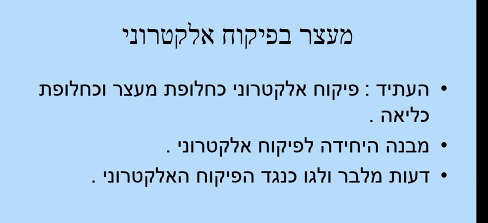 מעצר בפיקוח אלקטרוני
• העתיד : פיקוח אלקטרוני כחלופת מעצר וכחלופת
כליאה .
• מבנה היחידה לפיקוח אלקטרוני .
• דעות מלבר ולגו כנגד הפיקוח האלקטרוני .